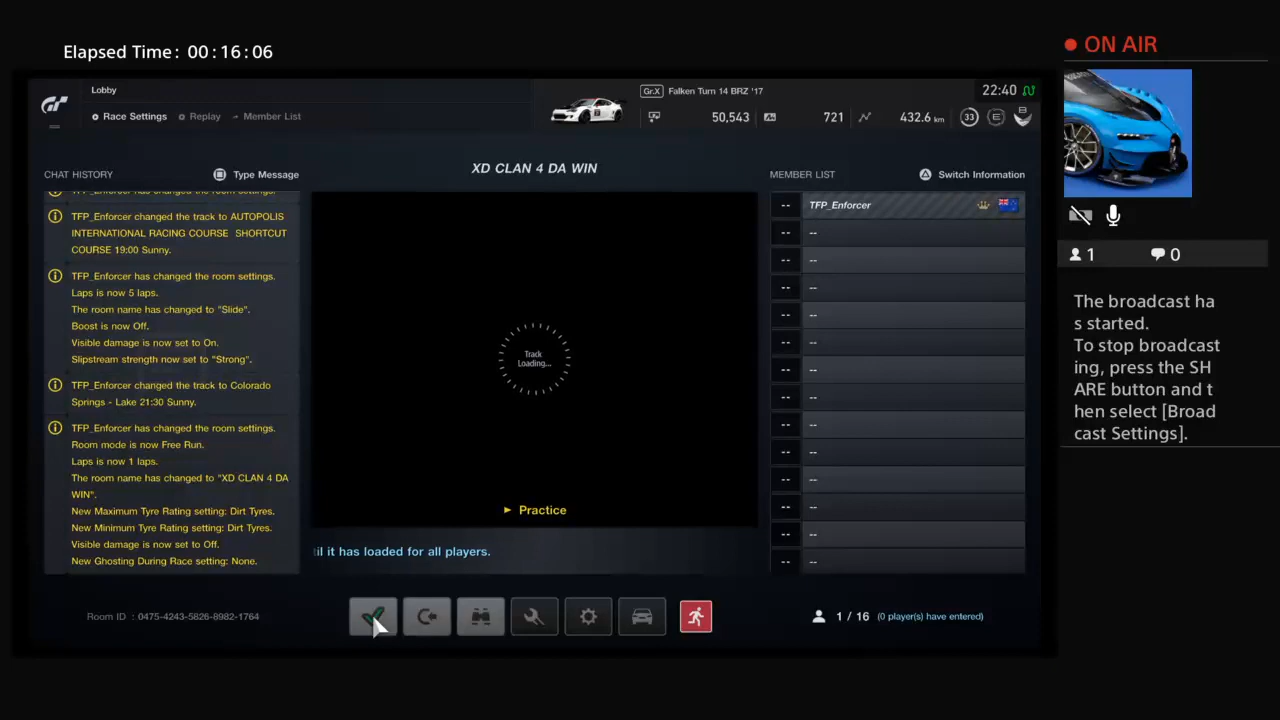 Elapsed Time: 00:16:06
ON AIR
Lobby
Race Settings
Replay
Member List
Gr.X Falken Turn 14 BRZ '17
50,543
721
432.6 km
22:40
33
E
B
CHAT HISTORY
Type Message
XD CLAN 4 DA WIN
MEMBER LIST
Switch Information
TFP_Enforcer has changed the room settings.
TFP_Enforcer changed the track to AUTOPOLIS
INTERNATIONAL RACING COURSE SHORTCUT
COURSE 19:00 Sunny.
TFP_Enforcer has changed the room settings.
Laps is now 5 laps.
The room name has changed to "Slide".
Boost is now Off.
Visible damage is now set to On.
Slipstream strength now set to "Strong".
TFP_Enforcer changed the track to Colorado
Springs - Lake 21:30 Sunny.
TFP_Enforcer has changed the room settings.
Room mode is now Free Run.
Laps is now 1 laps.
The room name has changed to "XD CLAN 4 DA
WIN".
New Maximum Tyre Rating setting: Dirt Tyres.
New Minimum Tyre Rating setting: Dirt Tyres.
Visible damage is now set to Off.
New Ghosting During Race setting: None.
Track
Loading...
Practice
til it has loaded for all players.
-- TFP_Enforcer
-- --
-- --
-- --
-- --
-- --
-- --
-- --
-- --
-- --
-- --
-- --
-- --
-- --
Room ID : 0475-4243-5826-8982-1764
1 / 16 (0 player(s) have entered)
1
0
The broadcast ha
s started.
To stop broadcast
ing, press the SH
ARE button and t
hen select [Broad
cast Settings].